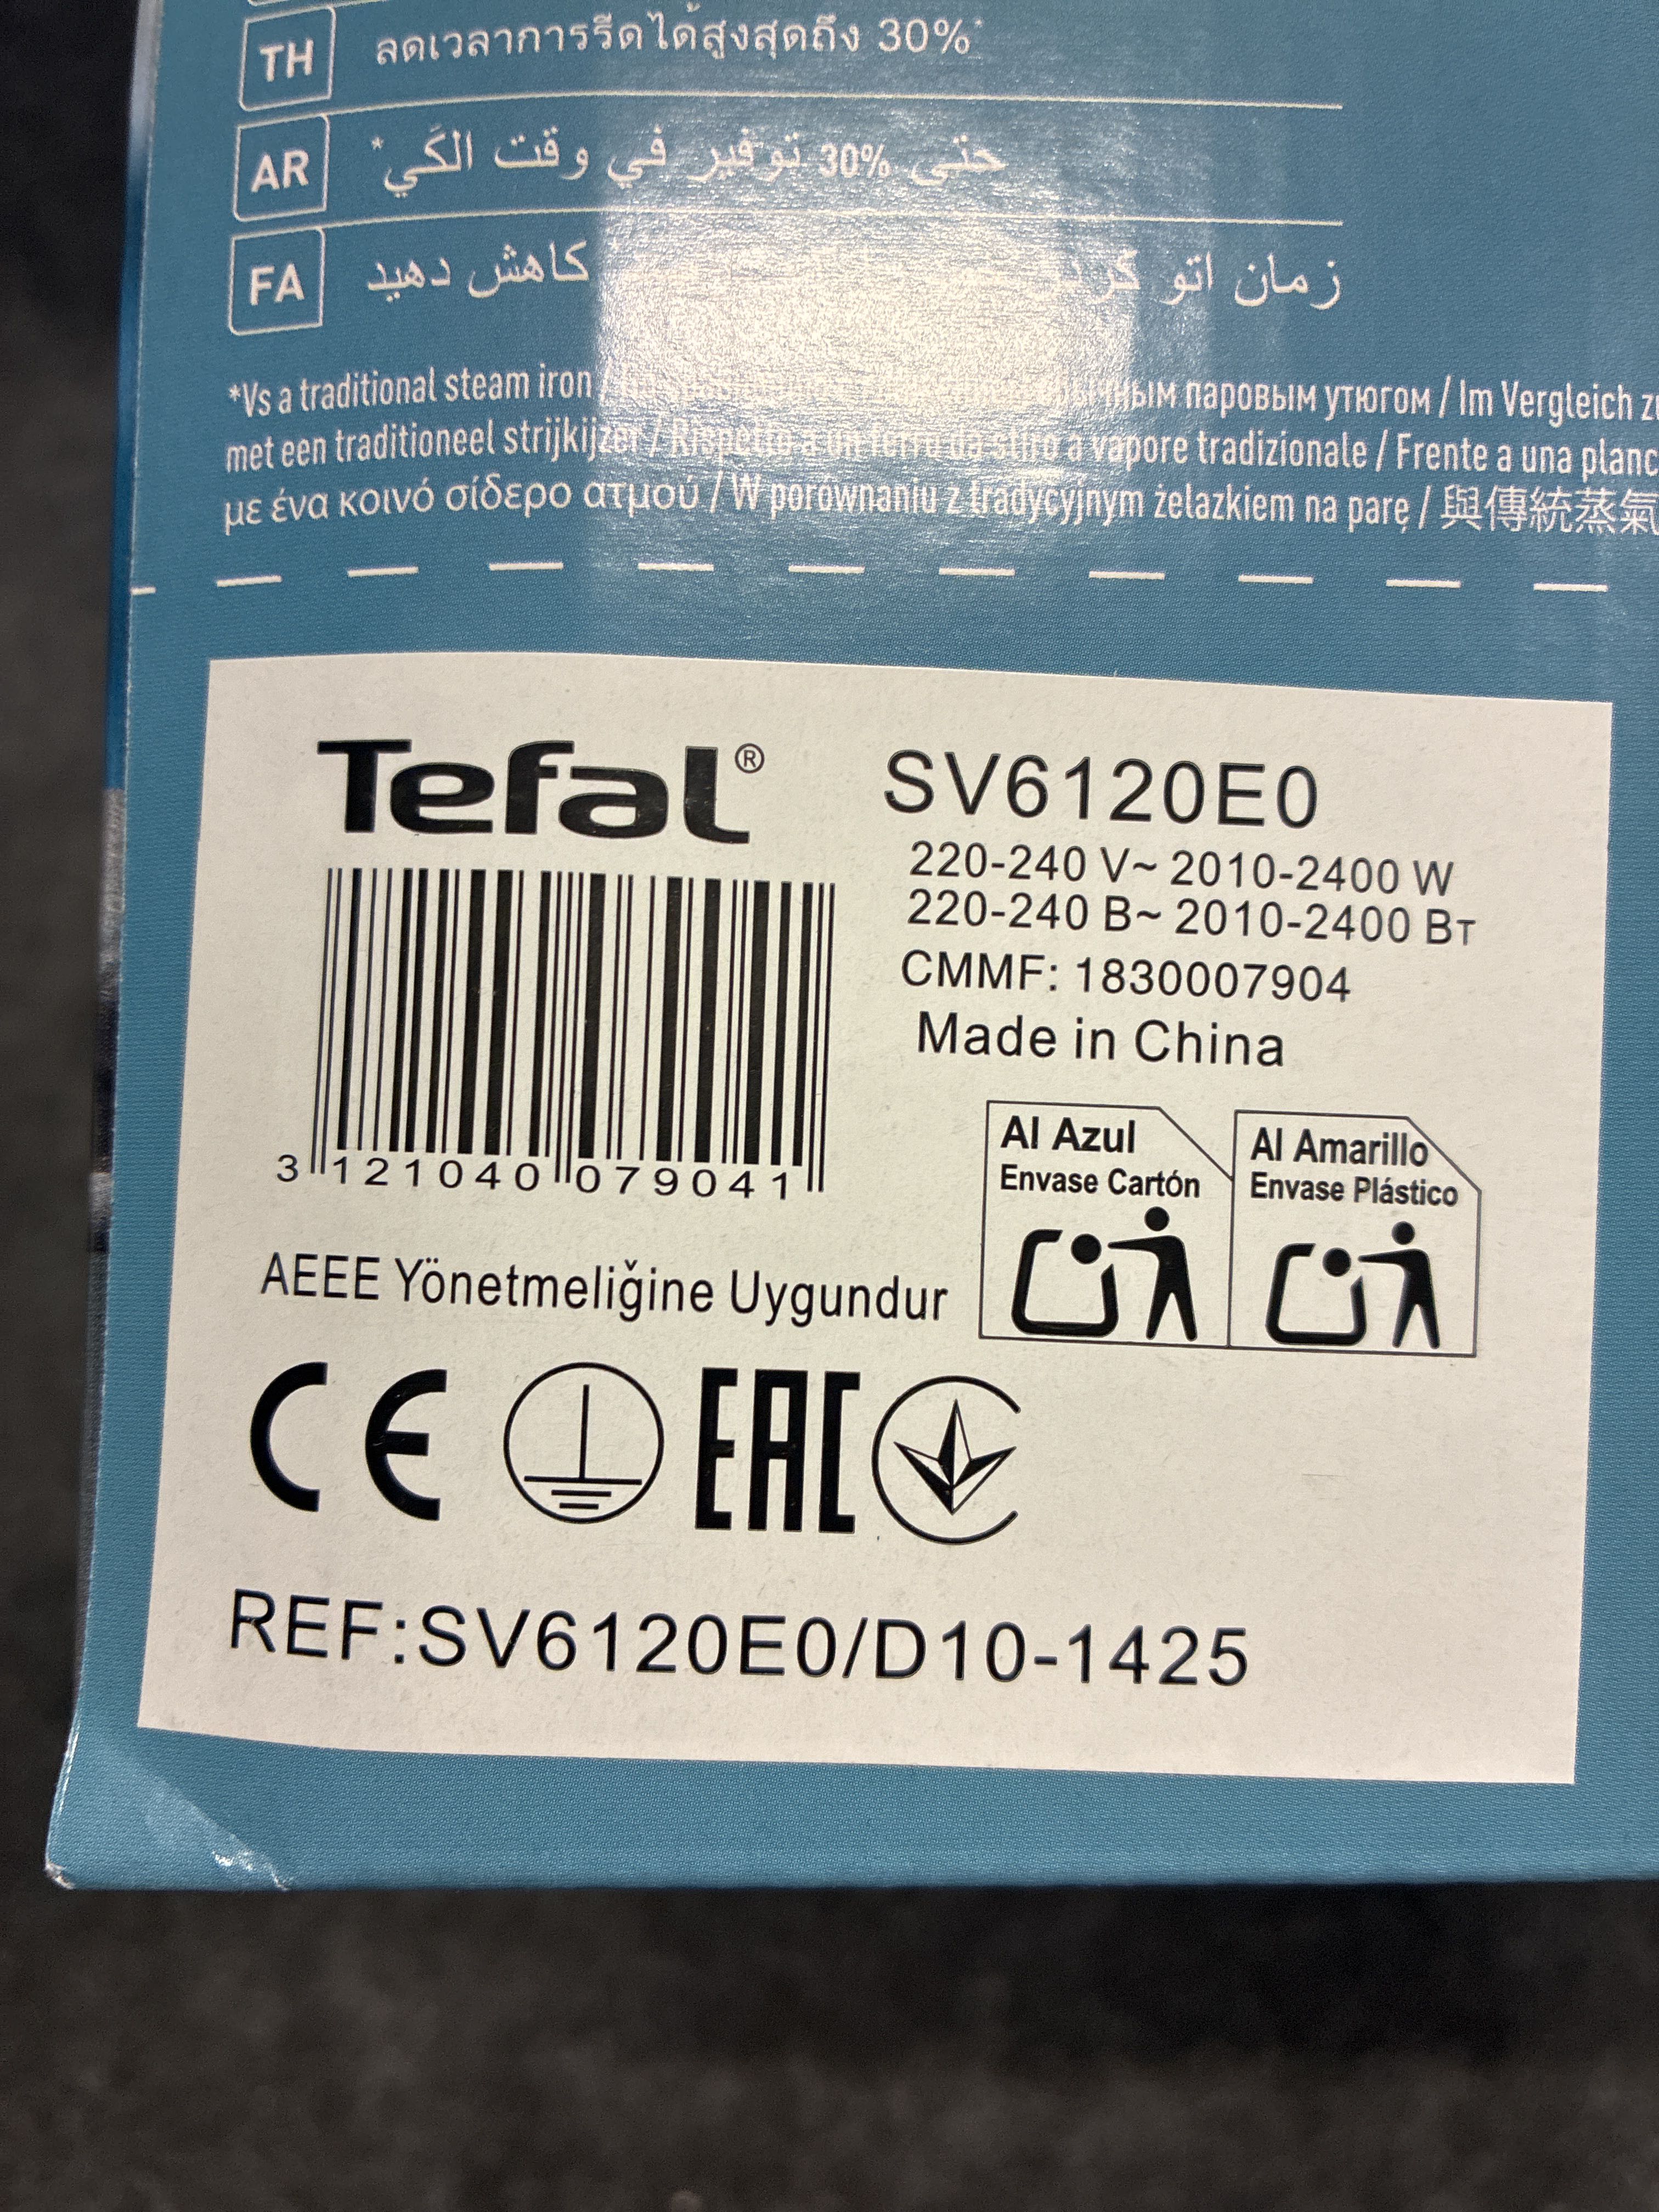 TH ลดเวลาการรีดได้สูงสุดถึง 30%*
AR حتى 30% توفير في وقت الكَي*
FA زمان اتو کاهش دهید
*Vs a traditional steam iron / ным паровым утюгом / Im Vergleich
met een traditioneel strijkijzer / Rispetto a un ferro da stiro a vapore tradizionale / Frente a una
με ένα κοινό σίδερο ατμού / W porównaniu z tradycyjnym żelazkiem na parę / 與傳統蒸氣
Tefal®
SV6120E0
220-240 V~ 2010-2400 W
220-240 В~ 2010-2400 Вт
CMMF: 1830007904
Made in China
3 121040 079041
Al Azul
Envase Cartón
Al Amarillo
Envase Plástico
AEEE Yönetmeliğine Uygundur
CE EAC
REF:SV6120E0/D10-1425